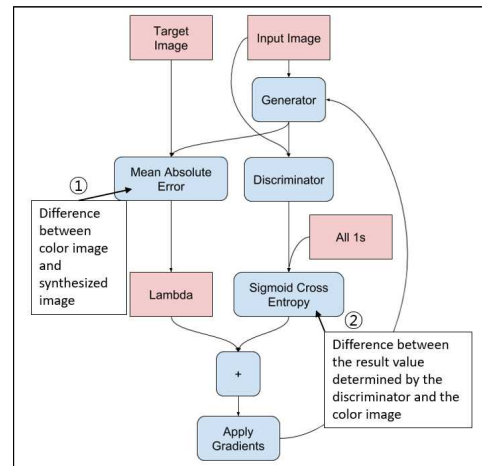 Target
Image
Input Image
Generator
①
Mean Absolute
Error
Discriminator
Difference
between
color image
and
synthesized
image
All 1s
Lambda
Sigmoid Cross
Entropy
②
Difference between
the result value
determined by the
discriminator and the
color image
+
Apply
Gradients